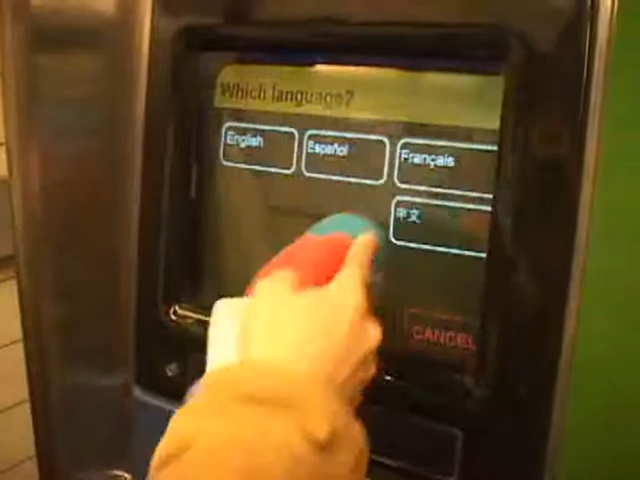 Which language?
English
Español
Français
中文
CANCEL